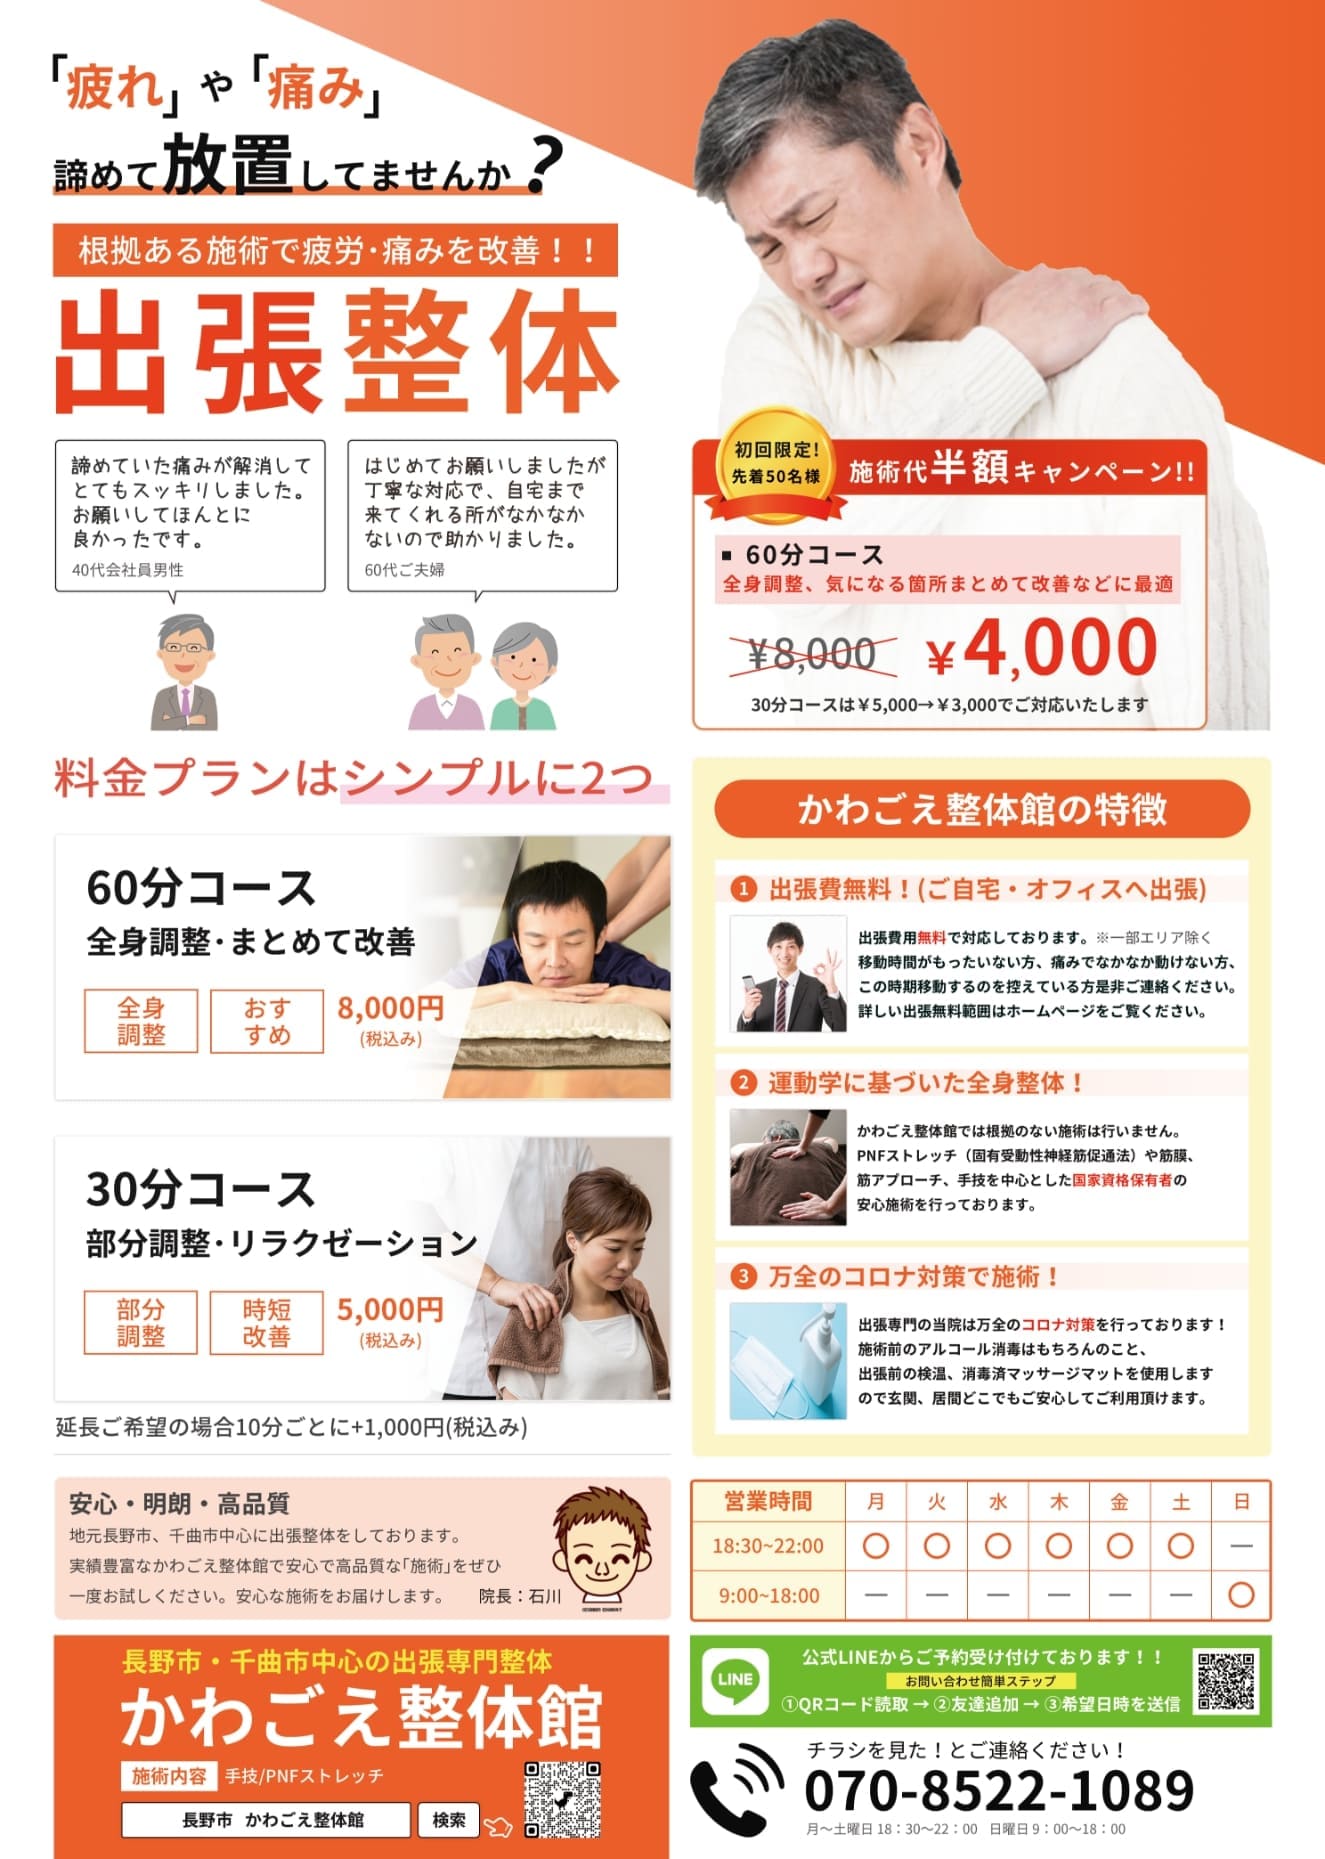 「疲れ」や「痛み」
諦めて放置してませんか?
根拠ある施術で疲労･痛みを改善！！
出張整体
諦めていた痛みが解消して
とてもスッキリしました。
お願いしてほんとに
良かったです。
40代会社員男性
はじめてお願いしましたが
丁寧な対応で、自宅まで
来てくれる所がなかなか
ないので助かりました。
60代ご夫婦
初回限定!
先着50名様
施術代半額キャンペーン!!
▪ 60分コース
全身調整、気になる箇所まとめて改善などに最適
¥8,000 ¥4,000
30分コースは￥5,000→￥3,000でご対応いたします
料金プランはシンプルに2つ
60分コース
全身調整･まとめて改善
全身
調整
おす
すめ
8,000円
(税込み)
30分コース
部分調整･リラクゼーション
部分
調整
時短
改善
5,000円
(税込み)
延長ご希望の場合10分ごとに+1,000円(税込み)
かわごえ整体館の特徴
❶ 出張費無料！(ご自宅・オフィスへ出張)
出張費用無料で対応しております。※一部エリア除く
移動時間がもったいない方、痛みでなかなか動けない方、
この時期移動するのを控えている方是非ご連絡ください。
詳しい出張無料範囲はホームページをご覧ください。
❷ 運動学に基づいた全身整体！
かわごえ整体館では根拠のない施術は行いません。
PNFストレッチ（固有受動性神経筋促通法）や筋膜、
筋アプローチ、手技を中心とした国家資格保有者の
安心施術を行っております。
❸ 万全のコロナ対策で施術！
出張専門の当院は万全のコロナ対策を行っております！
施術前のアルコール消毒はもちろんのこと、
出張前の検温、消毒済マッサージマットを使用します
ので玄関、居間どこでもご安心してご利用頂けます。
安心・明朗・高品質
地元長野市、千曲市中心に出張整体をしております。
実績豊富なかわごえ整体館で安心で高品質な｢施術｣をぜひ
一度お試しください。安心な施術をお届けします。 院長：石川
営業時間 月 火 水 木 金 土 日
18:30~22:00 〇 〇 〇 〇 〇 〇 ―
9:00~18:00 ― ― ― ― ― ― 〇
長野市・千曲市中心の出張専門整体
かわごえ整体館
施術内容 手技/PNFストレッチ
長野市 かわごえ整体館 検索
LINE
公式LINEからご予約受け付けております！！
お問い合わせ簡単ステップ
①QRコード読取 → ②友達追加 → ③希望日時を送信
チラシを見た！とご連絡ください！
070-8522-1089
月〜土曜日 18：30〜22：00 日曜日 9：00〜18：00